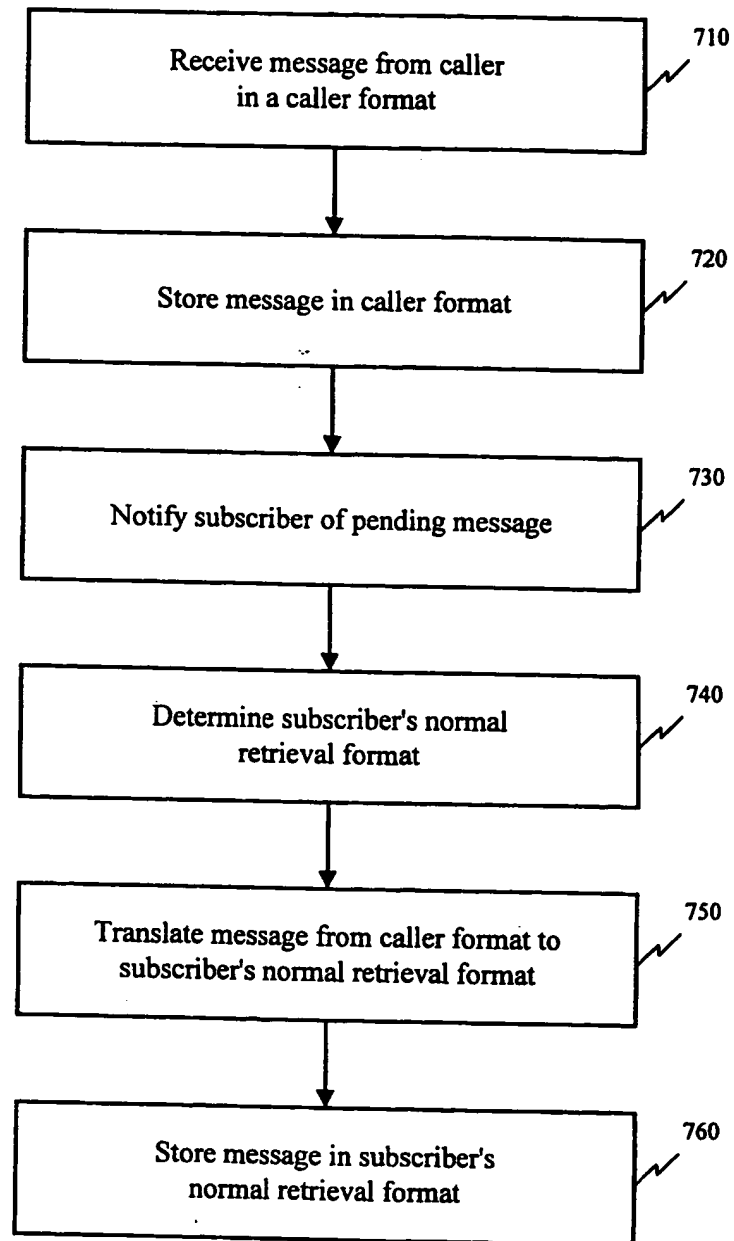 710
Receive message from caller
in a caller format
720
Store message in caller format
730
Notify subscriber of pending message
740
Determine subscriber's normal
retrieval format
750
Translate message from caller format to
subscriber's normal retrieval format
760
Store message in subscriber's
normal retrieval format